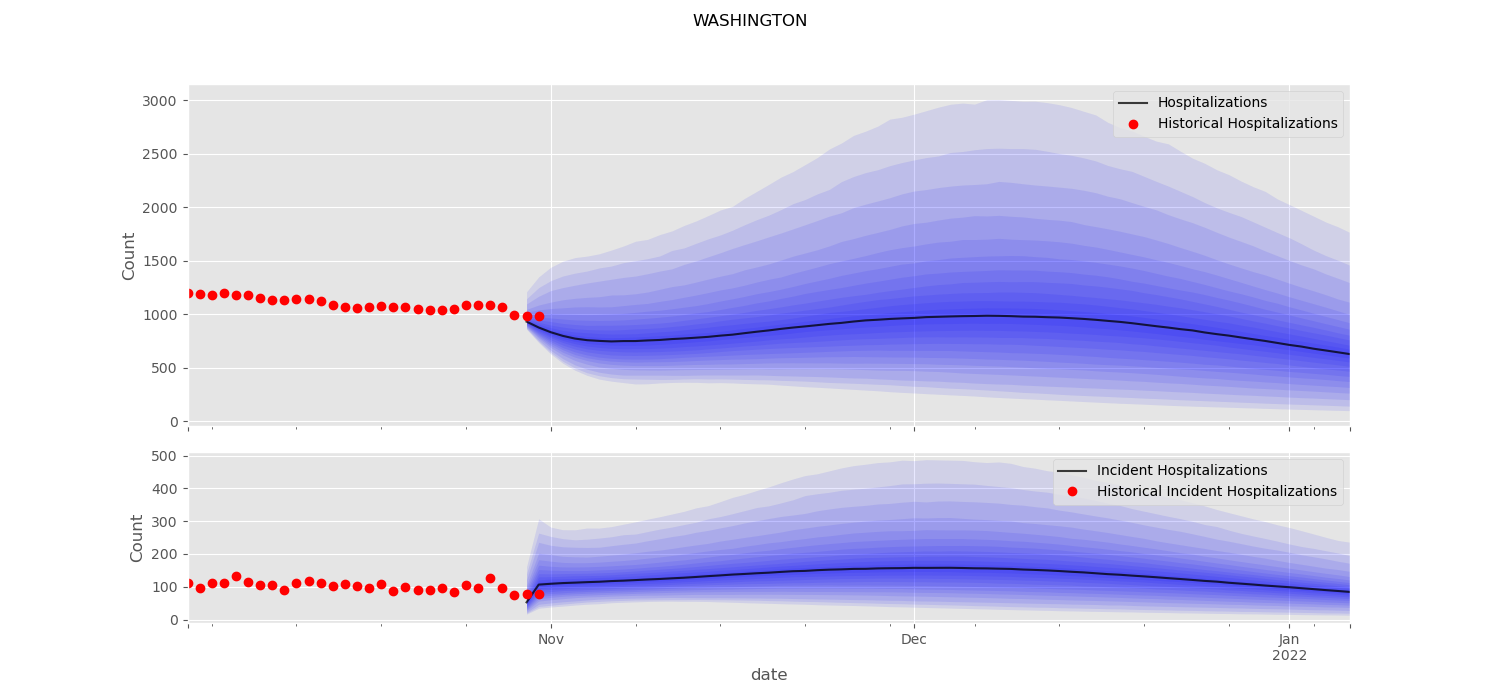 WASHINGTON
3000
2500
2000
1500
1000
500
0
Count
Hospitalizations
Historical Hospitalizations
500
400
300
200
100
0
Count
Incident Hospitalizations
Historical Incident Hospitalizations
Nov
Dec
Jan
2022
date